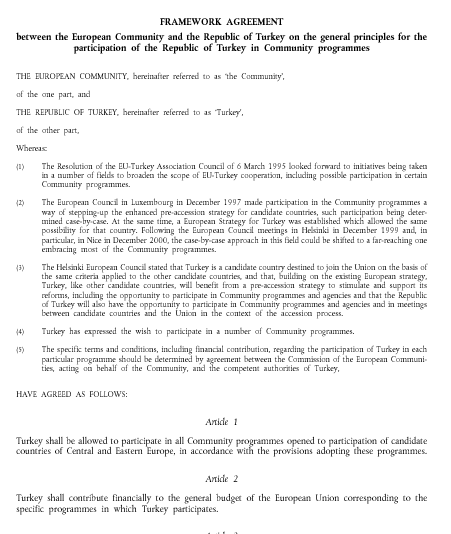 FRAMEWORK AGREEMENT
between the European Community and the Republic of Turkey on the general principles for the
participation of the Republic of Turkey in Community programmes
THE EUROPEAN COMMUNITY, hereinafter referred to as ‘the Community’,
of the one part, and
THE REPUBLIC OF TURKEY, hereinafter referred to as ‘Turkey’,
of the other part,
Whereas:
(1) The Resolution of the EU-Turkey Association Council of 6 March 1995 looked forward to initiatives being taken
in a number of fields to broaden the scope of EU-Turkey cooperation, including possible participation in certain
Community programmes.
(2) The European Council in Luxembourg in December 1997 made participation in the Community programmes a
way of stepping-up the enhanced pre-accession strategy for candidate countries, such participation being deter-
mined case-by-case. At the same time, a European Strategy for Turkey was established which allowed the same
possibility for that country. Following the European Council meetings in Helsinki in December 1999 and, in
particular, in Nice in December 2000, the case-by-case approach in this field could be shifted to a far-reaching one
embracing most of the Community programmes.
(3) The Helsinki European Council stated that Turkey is a candidate country destined to join the Union on the basis of
the same criteria applied to the other candidate countries, and that, building on the existing European strategy,
Turkey, like other candidate countries, will benefit from a pre-accession strategy to stimulate and support its
reforms, including the opportunity to participate in Community programmes and agencies and that the Republic
of Turkey will also have the opportunity to participate in Community programmes and agencies and in meetings
between candidate countries and the Union in the context of the accession process.
(4) Turkey has expressed the wish to participate in a number of Community programmes.
(5) The specific terms and conditions, including financial contribution, regarding the participation of Turkey in each
particular programme should be determined by agreement between the Commission of the European Communi-
ties, acting on behalf of the Community, and the competent authorities of Turkey,
HAVE AGREED AS FOLLOWS:
Article 1
Turkey shall be allowed to participate in all Community programmes opened to participation of candidate
countries of Central and Eastern Europe, in accordance with the provisions adopting these programmes.
Article 2
Turkey shall contribute financially to the general budget of the European Union corresponding to the
specific programmes in which Turkey participates.